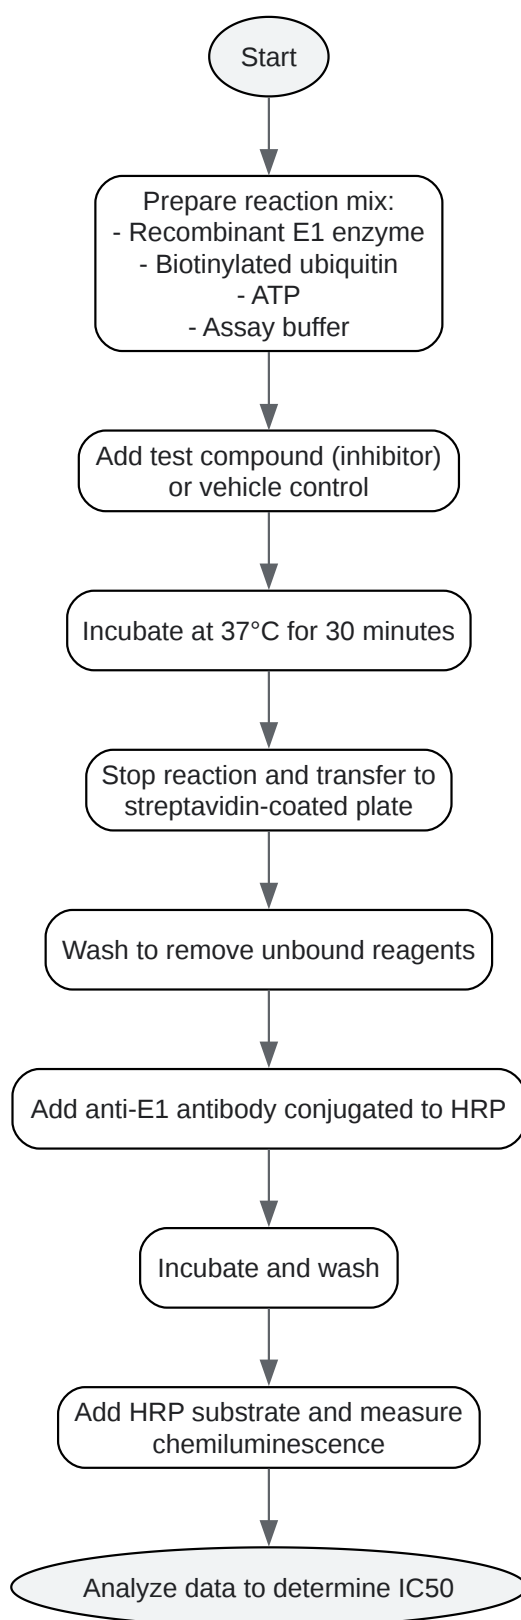 Start
Prepare reaction mix:
- Recombinant E1 enzyme
- Biotinylated ubiquitin
- ATP
- Assay buffer
Add test compound (inhibitor)
or vehicle control
Incubate at 37°C for 30 minutes
Stop reaction and transfer to
streptavidin-coated plate
Wash to remove unbound reagents
Add anti-E1 antibody conjugated to HRP
Incubate and wash
Add HRP substrate and measure
chemiluminescence
Analyze data to determine IC50